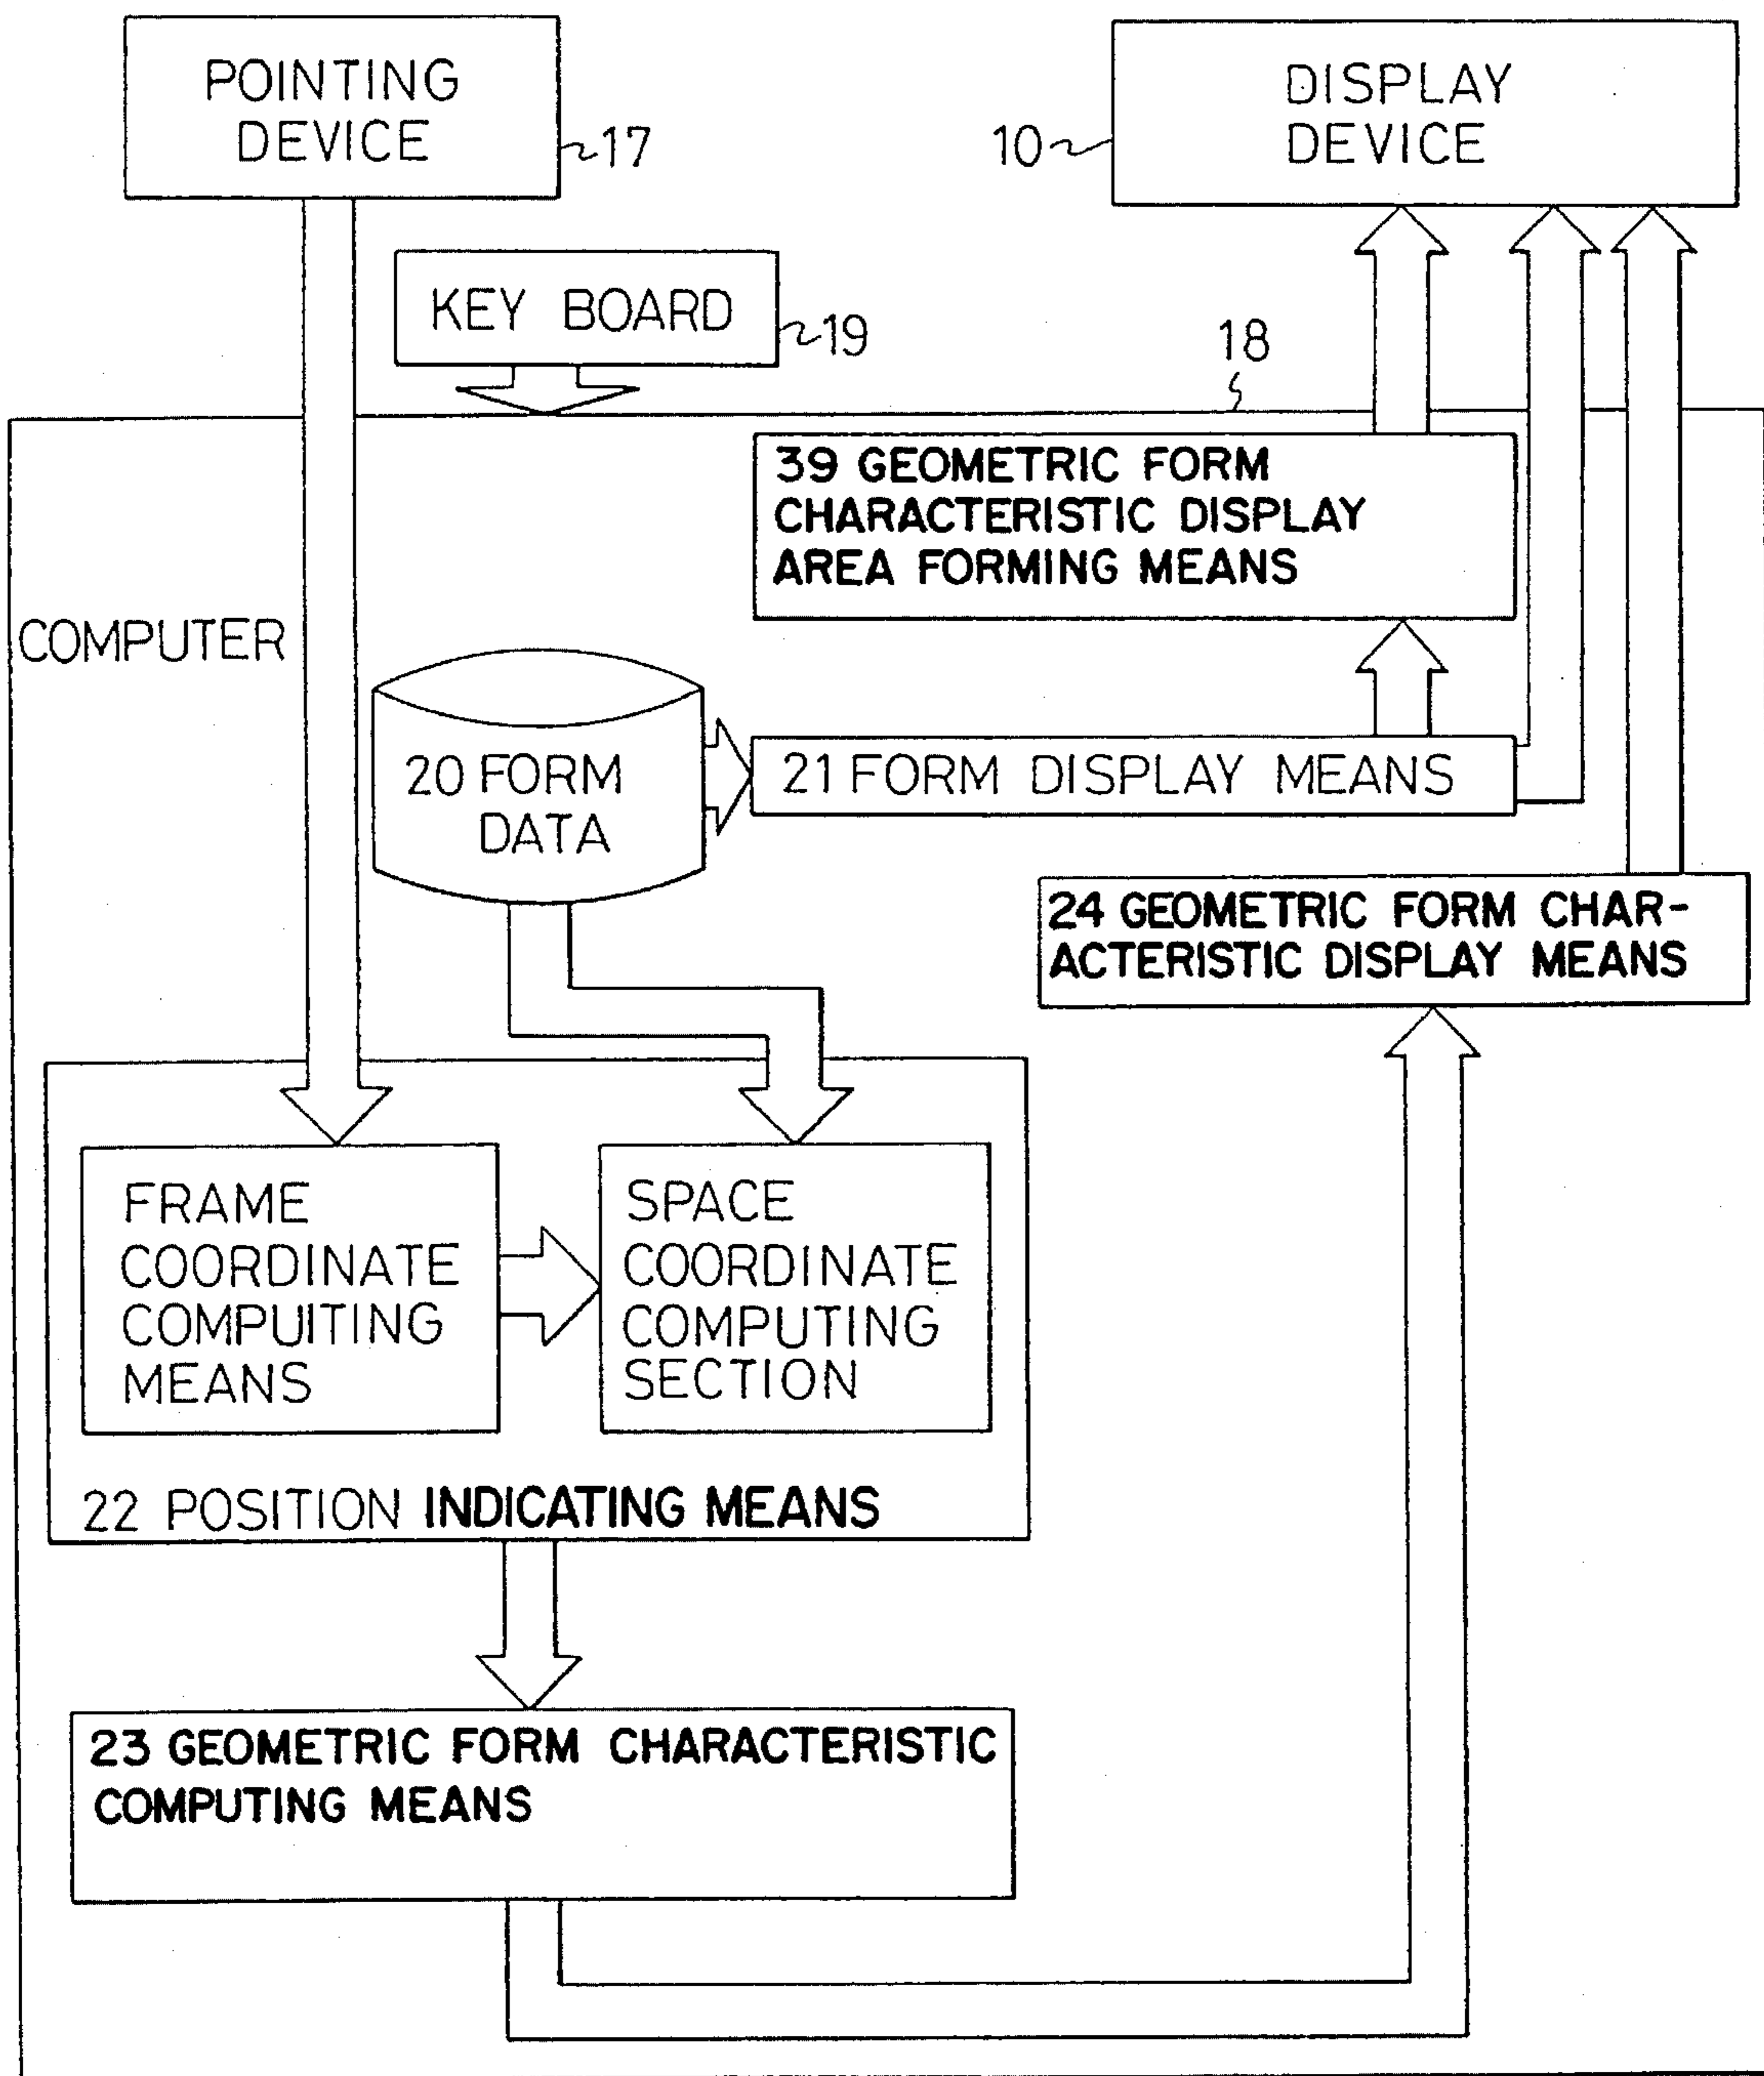 POINTING
DEVICE
17
DISPLAY
DEVICE
10
KEY BOARD
19
18
39 GEOMETRIC FORM
CHARACTERISTIC DISPLAY
AREA FORMING MEANS
COMPUTER
20 FORM
DATA
21 FORM DISPLAY MEANS
24 GEOMETRIC FORM CHAR-
ACTERISTIC DISPLAY MEANS
FRAME
COORDINATE
COMPUITING
MEANS
SPACE
COORDINATE
COMPUTING
SECTION
22 POSITION INDICATING MEANS
23 GEOMETRIC FORM CHARACTERISTIC
COMPUTING MEANS